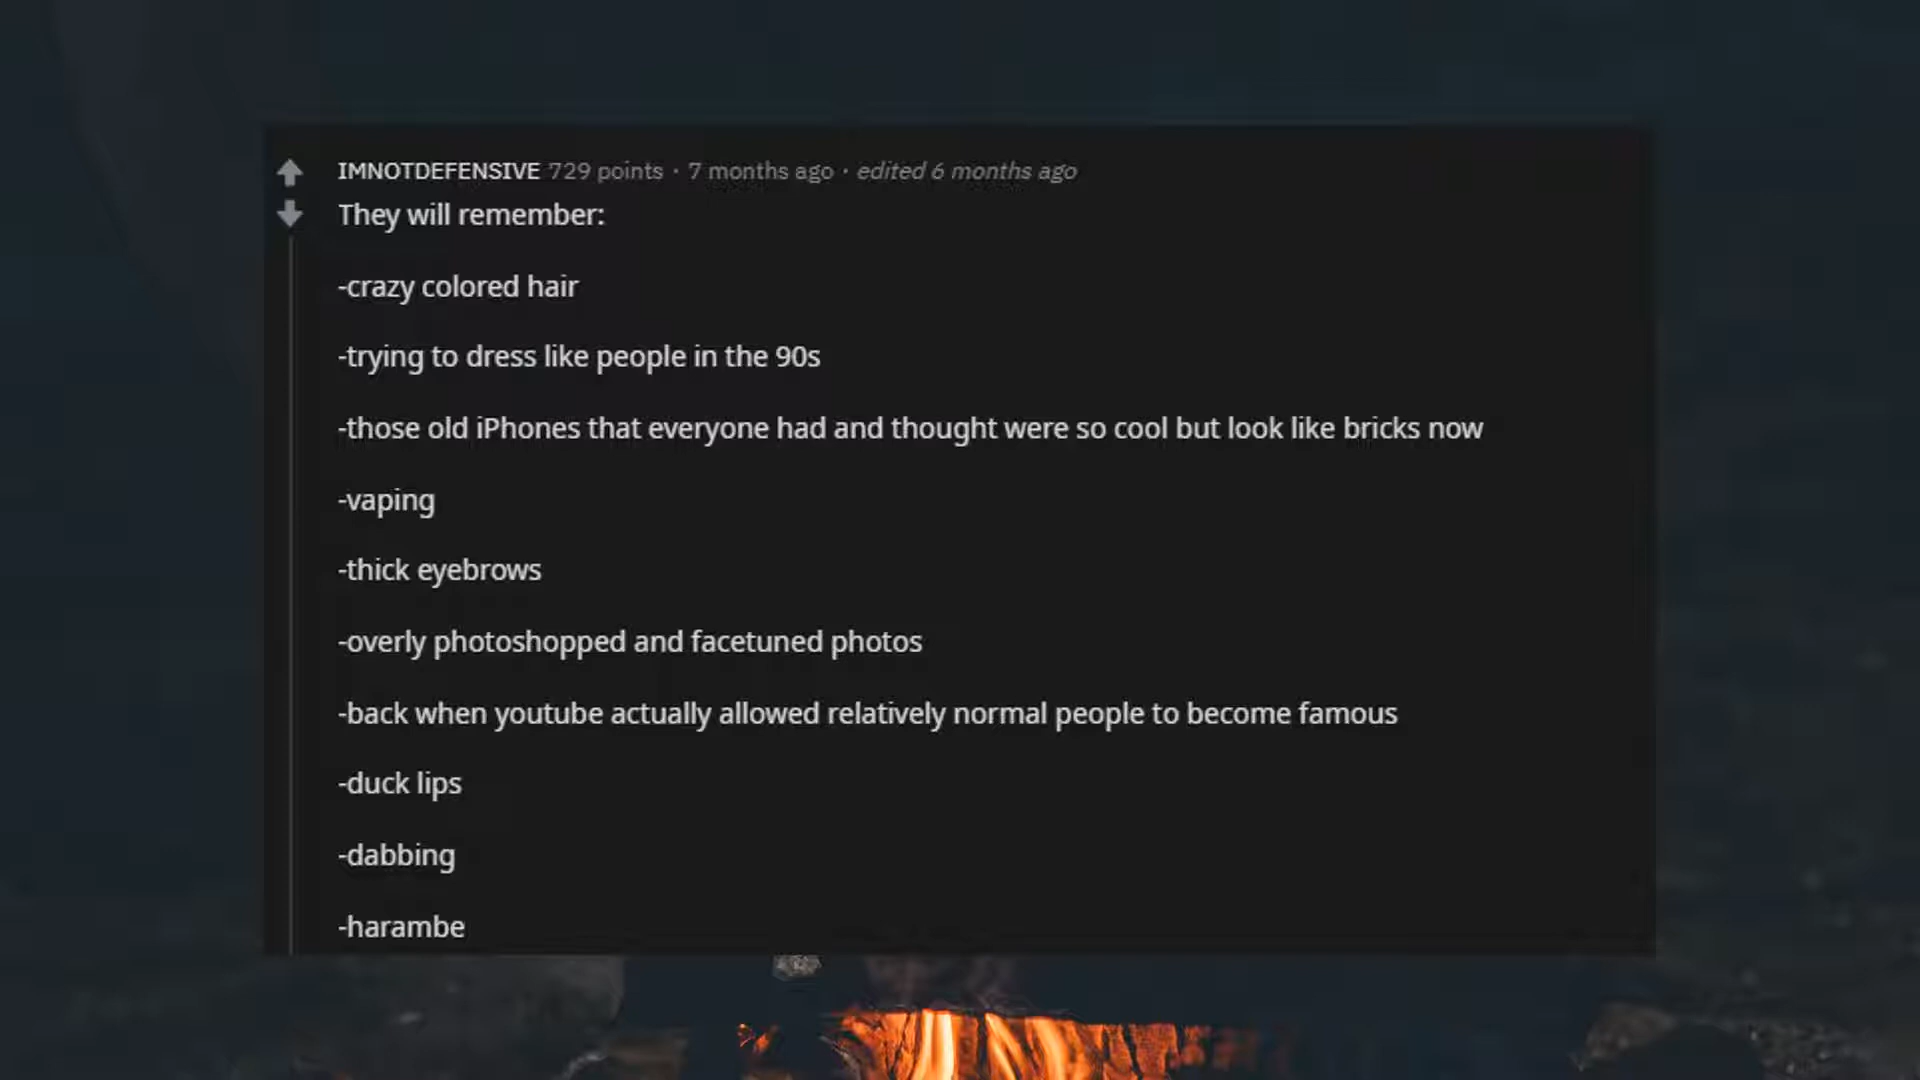 IMNOTDEFENSIVE 729 points · 7 months ago · edited 6 months ago
They will remember:
-crazy colored hair
-trying to dress like people in the 90s
-those old iPhones that everyone had and thought were so cool but look like bricks now
-vaping
-thick eyebrows
-overly photoshopped and facetuned photos
-back when youtube actually allowed relatively normal people to become famous
-duck lips
-dabbing
-harambe